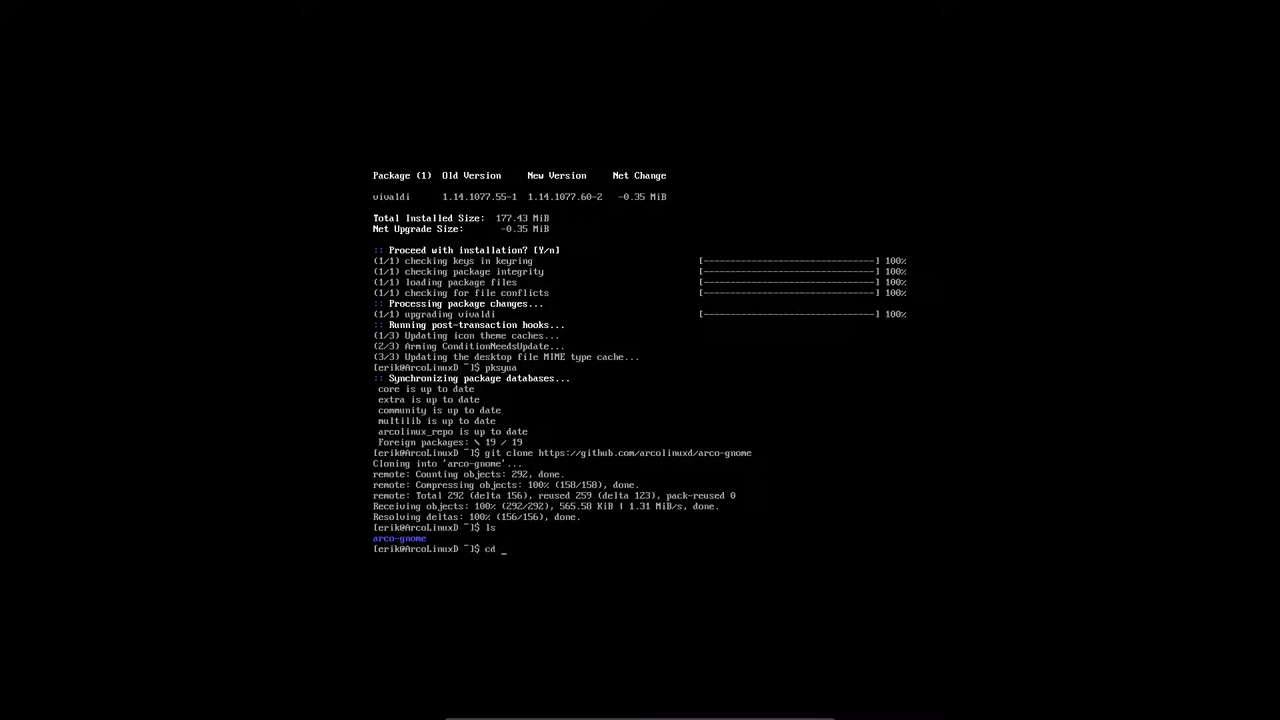 Package (1)  Old Version    New Version    Net Change
vivaldi      1.14.1077.55-1  1.14.1077.60-2   -0.35 MiB
Total Installed Size:  177.43 MiB
Net Upgrade Size:       -0.35 MiB
:: Proceed with installation? [Y/n]
(1/1) checking keys in keyring [--------------------------------] 100%
(1/1) checking package integrity [--------------------------------] 100%
(1/1) loading package files [--------------------------------] 100%
(1/1) checking for file conflicts [--------------------------------] 100%
:: Processing package changes...
(1/1) upgrading vivaldi [--------------------------------] 100%
:: Running post-transaction hooks...
(1/3) Updating icon theme caches...
(2/3) Arming ConditionNeedsUpdate...
(3/3) Updating the desktop file MIME type cache...
[erik@ArcoLinuxD ~]$ pksyua
:: Synchronizing package databases...
core is up to date
extra is up to date
community is up to date
multilib is up to date
arcolinux_repo is up to date
Foreign packages: \ 19 / 19
[erik@ArcoLinuxD ~]$ git clone https://github.com/arcolinuxd/arco-gnome
Cloning into 'arco-gnome'...
remote: Counting objects: 292, done.
remote: Compressing objects: 100% (158/158), done.
remote: Total 292 (delta 156), reused 259 (delta 123), pack-reused 0
Receiving objects: 100% (292/292), 565.58 KiB | 1.31 MiB/s, done.
Resolving deltas: 100% (156/156), done.
[erik@ArcoLinuxD ~]$ ls
arco-gnome
[erik@ArcoLinuxD ~]$ cd _